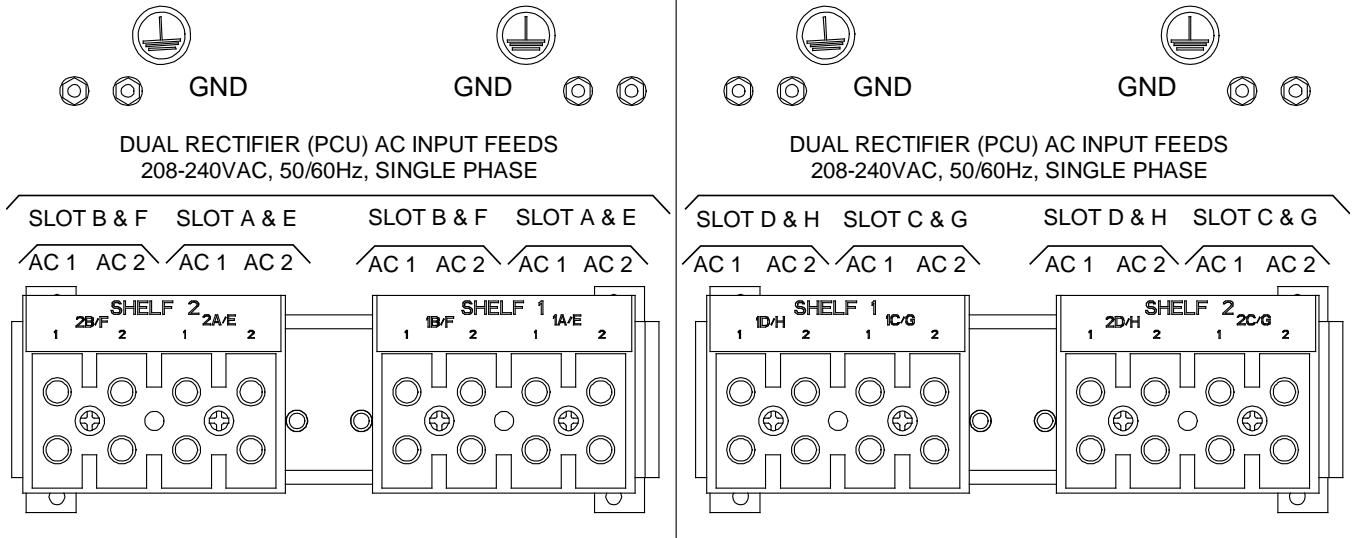 GND GND
DUAL RECTIFIER (PCU) AC INPUT FEEDS
208-240VAC, 50/60Hz, SINGLE PHASE
SLOT B & F SLOT A & E SLOT B & F SLOT A & E
AC 1 AC 2 AC 1 AC 2 AC 1 AC 2 AC 1 AC 2
SHELF 2 SHELF 1
2B/F 2A/E 1B/F 1A/E
1 2 1 2 1 2 1 2
GND GND
DUAL RECTIFIER (PCU) AC INPUT FEEDS
208-240VAC, 50/60Hz, SINGLE PHASE
SLOT D & H SLOT C & G SLOT D & H SLOT C & G
AC 1 AC 2 AC 1 AC 2 AC 1 AC 2 AC 1 AC 2
SHELF 1 SHELF 2
1D/H 1C/G 2D/H 2C/G
1 2 1 2 1 2 1 2